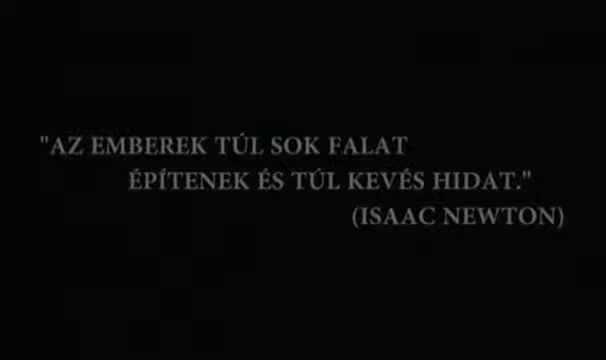 "AZ EMBEREK TÚL SOK FALAT
ÉPÍTENEK ÉS TÚL KEVÉS HIDAT."
(ISAAC NEWTON)